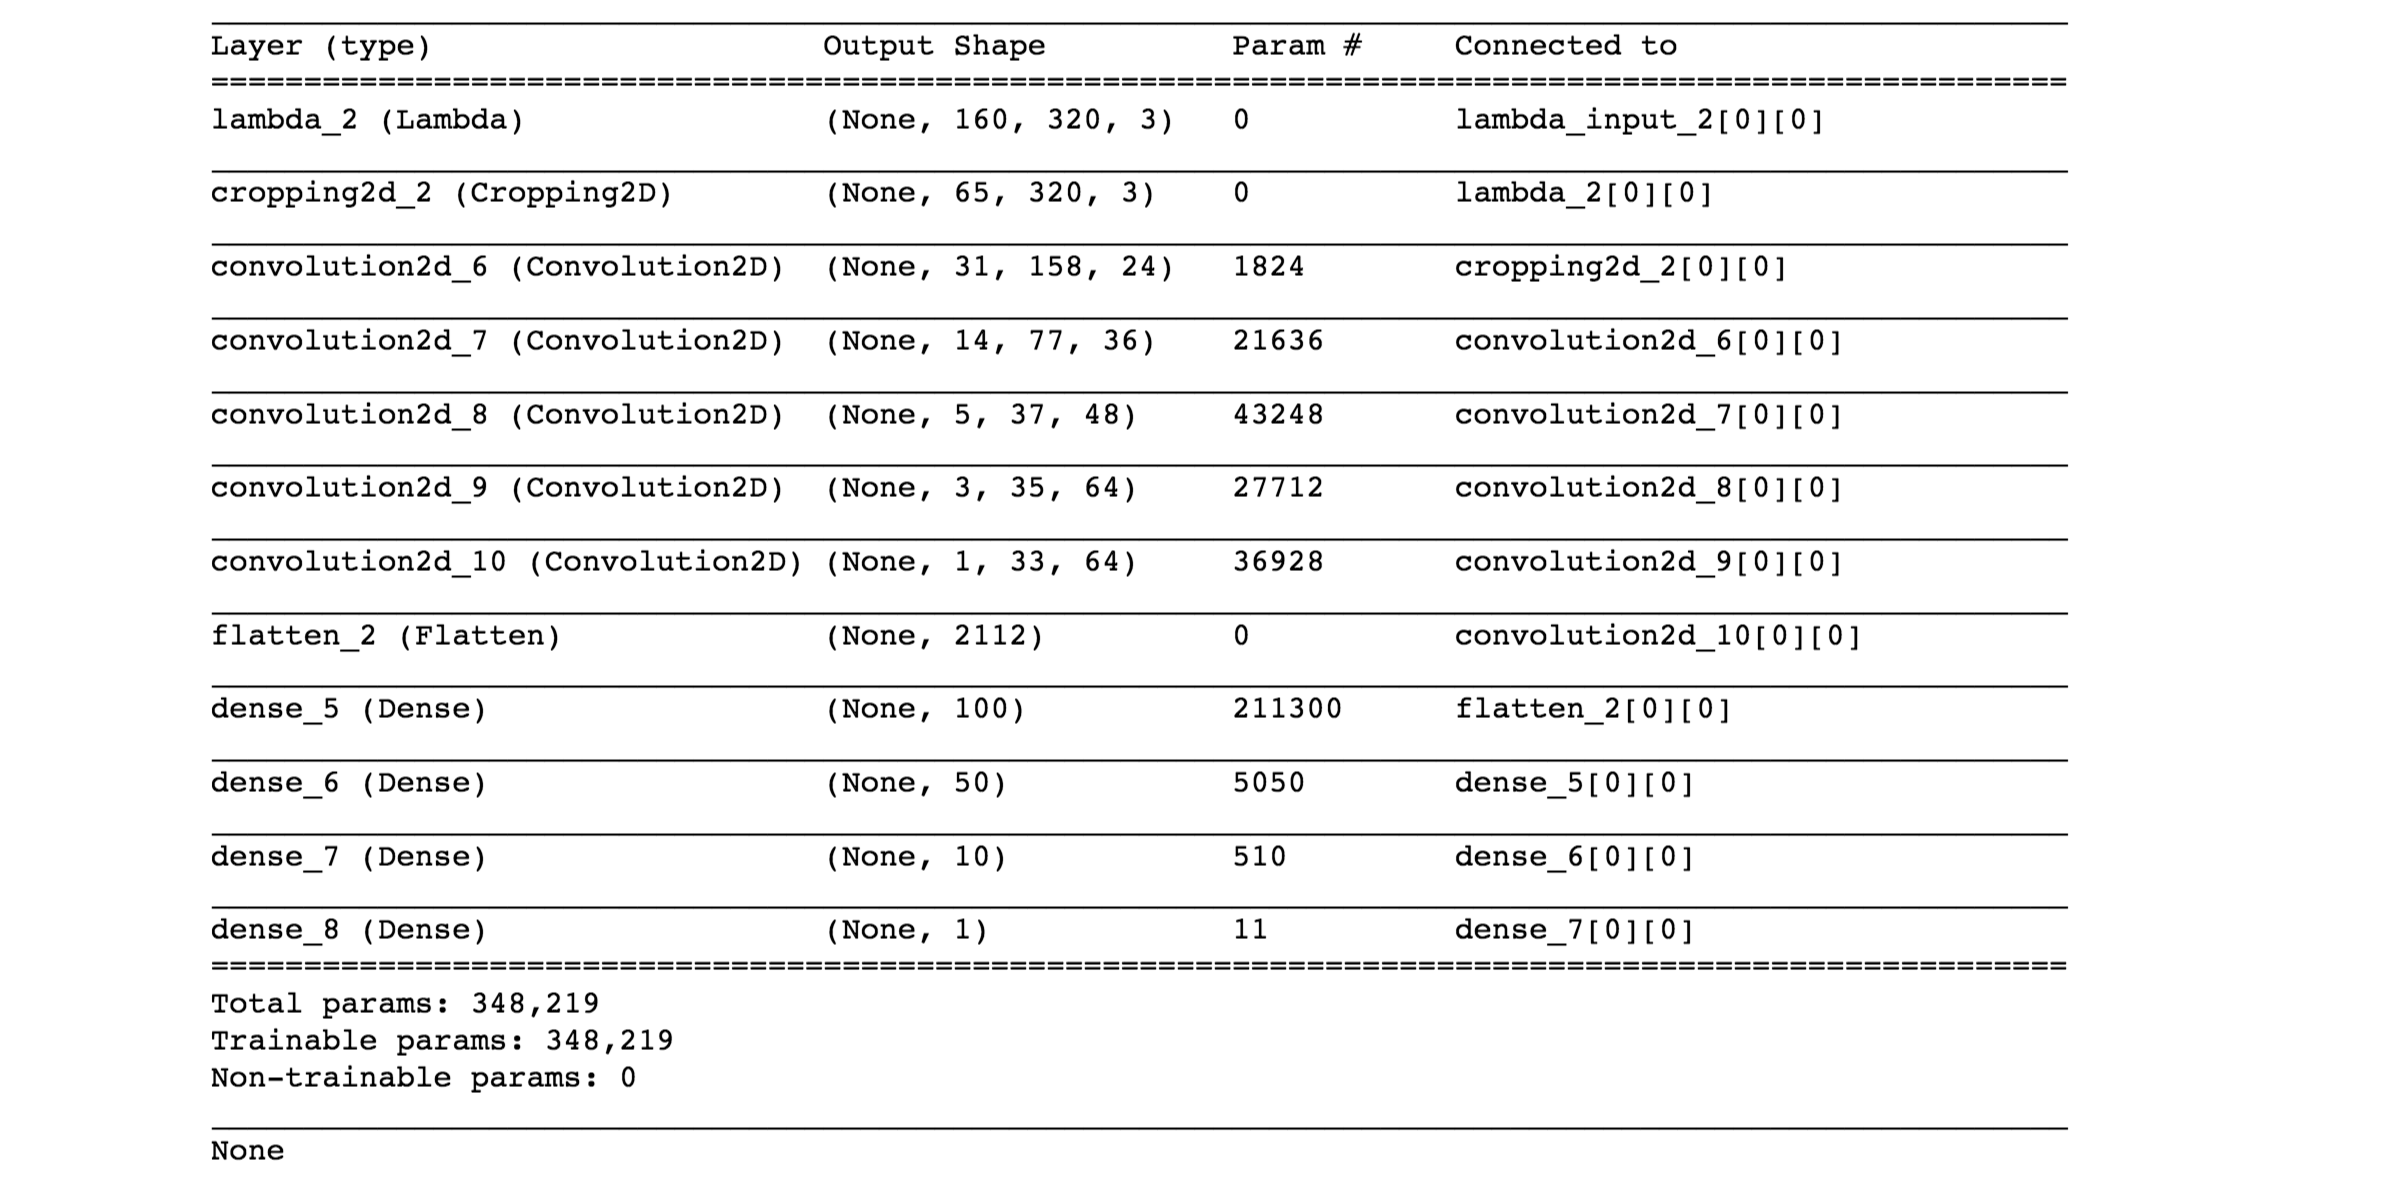 Layer (type) Output Shape Param # Connected to
====================================================================================================
lambda_2 (Lambda) (None, 160, 320, 3) 0 lambda_input_2[0][0]
cropping2d_2 (Cropping2D) (None, 65, 320, 3) 0 lambda_2[0][0]
convolution2d_6 (Convolution2D) (None, 31, 158, 24) 1824 cropping2d_2[0][0]
convolution2d_7 (Convolution2D) (None, 14, 77, 36) 21636 convolution2d_6[0][0]
convolution2d_8 (Convolution2D) (None, 5, 37, 48) 43248 convolution2d_7[0][0]
convolution2d_9 (Convolution2D) (None, 3, 35, 64) 27712 convolution2d_8[0][0]
convolution2d_10 (Convolution2D) (None, 1, 33, 64) 36928 convolution2d_9[0][0]
flatten_2 (Flatten) (None, 2112) 0 convolution2d_10[0][0]
dense_5 (Dense) (None, 100) 211300 flatten_2[0][0]
dense_6 (Dense) (None, 50) 5050 dense_5[0][0]
dense_7 (Dense) (None, 10) 510 dense_6[0][0]
dense_8 (Dense) (None, 1) 11 dense_7[0][0]
====================================================================================================
Total params: 348,219
Trainable params: 348,219
Non-trainable params: 0
None